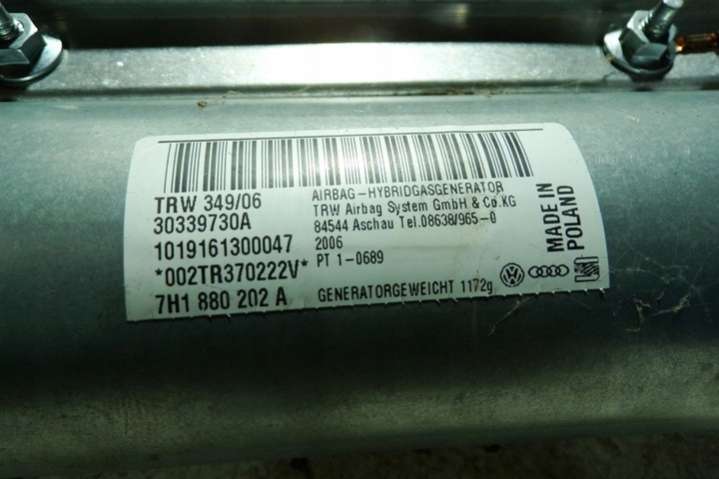 TRW 349/06
30339730A
1019161300047
*002TR370222V*
7H1 880 202 A
AIRBAG-HYBRIDGASGENERATOR
TRW Airbag System GmbH & Co.KG
84544 Aschau Tel.08638/965-0
2006
PT 1-0689
GENERATORGEWEICHT 1172g
MADE IN
POLAND